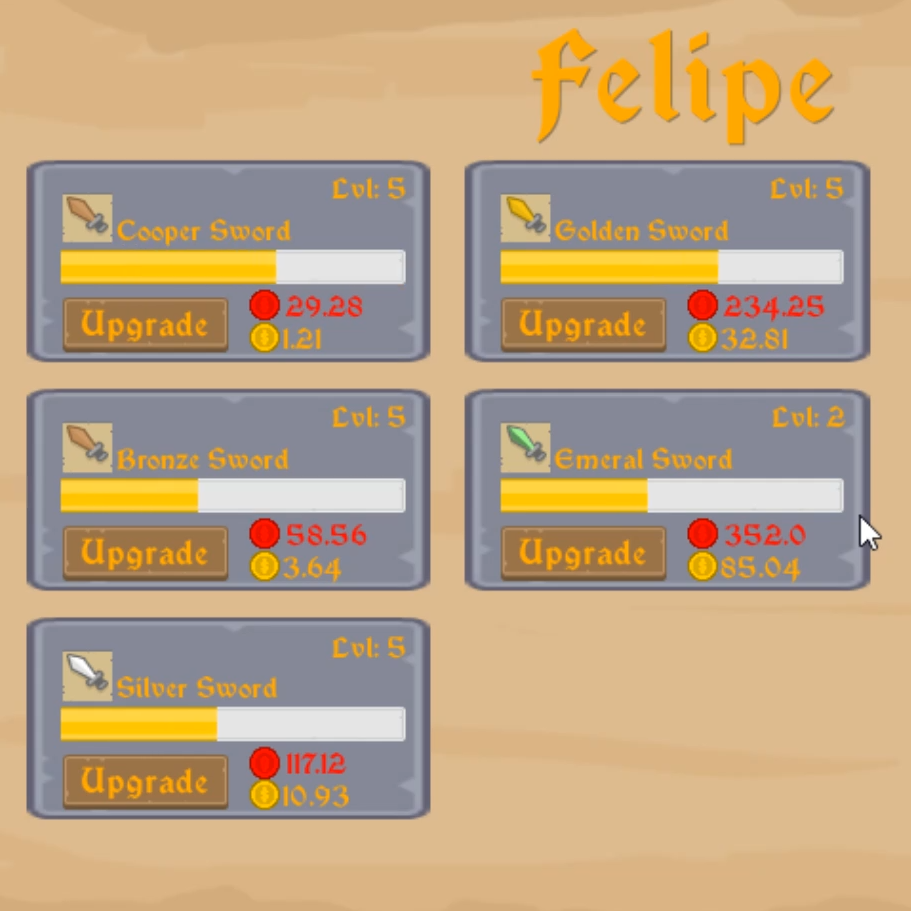 Felipe
Lvl: 5
Cooper Sword
Upgrade
29.28
1.21
Lvl: 5
Golden Sword
Upgrade
234.25
32.81
Lvl: 5
Bronze Sword
Upgrade
58.56
3.64
Lvl: 2
Emeral Sword
Upgrade
352.0
85.04
Lvl: 5
Silver Sword
Upgrade
117.12
10.93